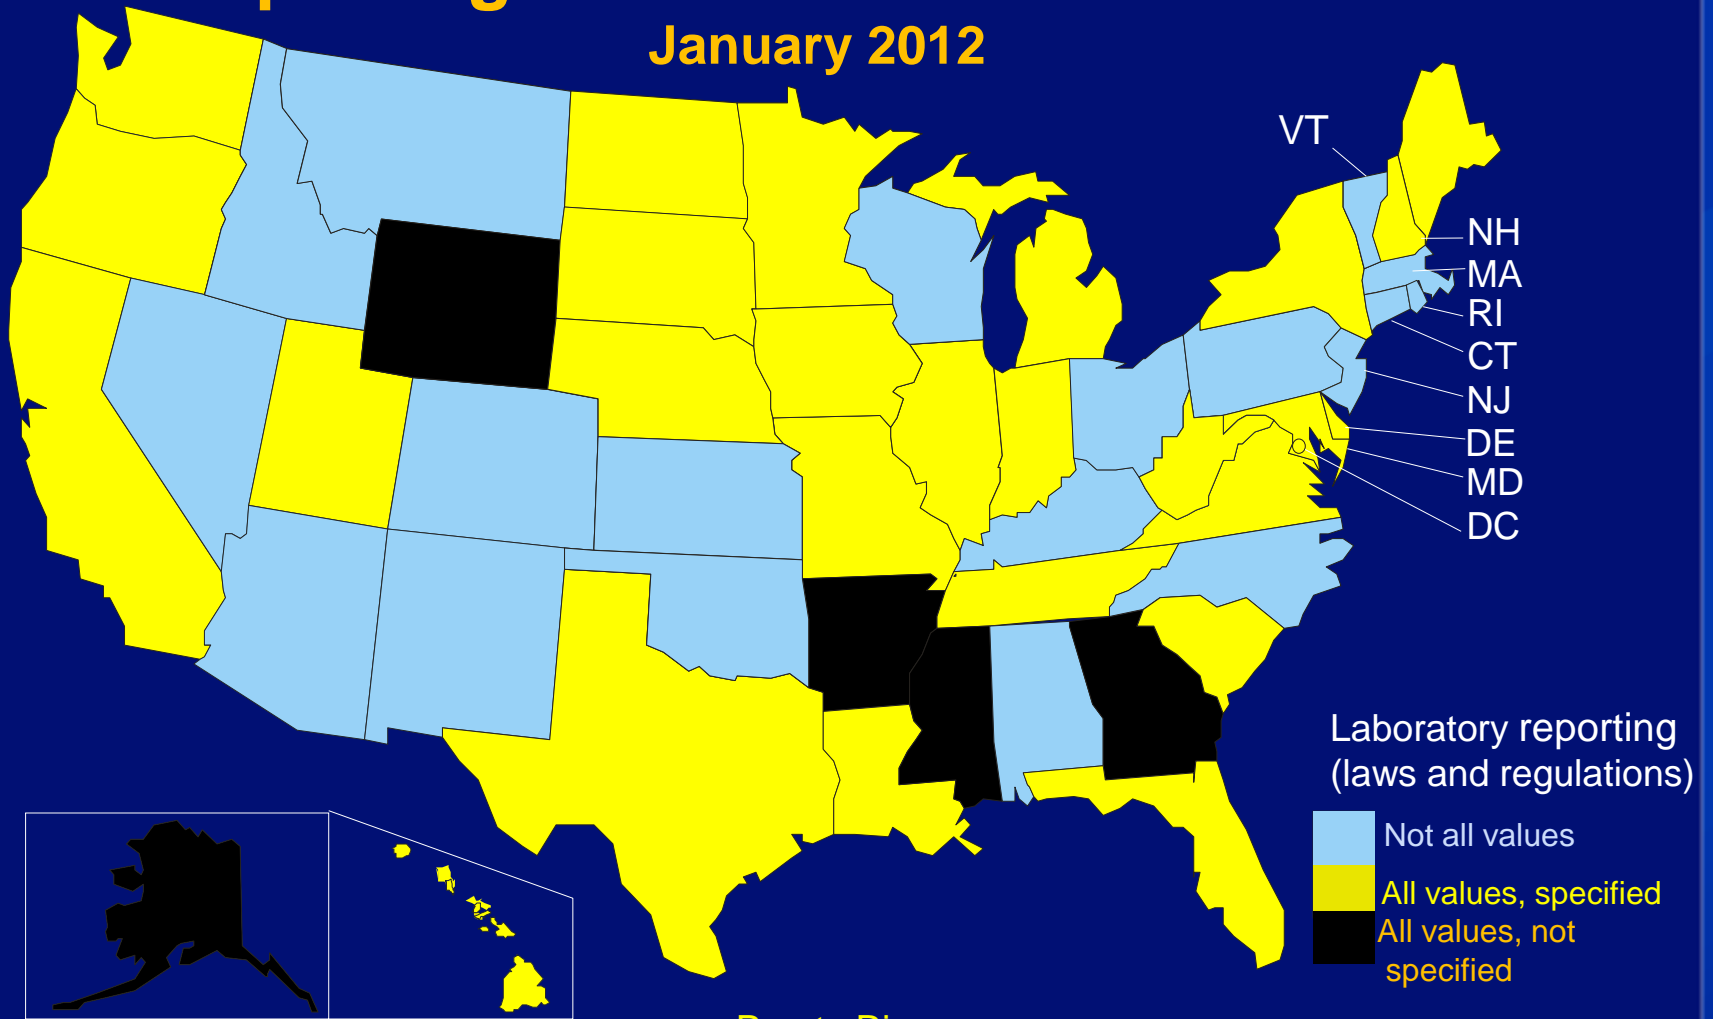 January 2012
VT
NH
MA
RI
CT
NJ
DE
MD
DC
Laboratory reporting
(laws and regulations)
Not all values
All values, specified
All values, not
specified